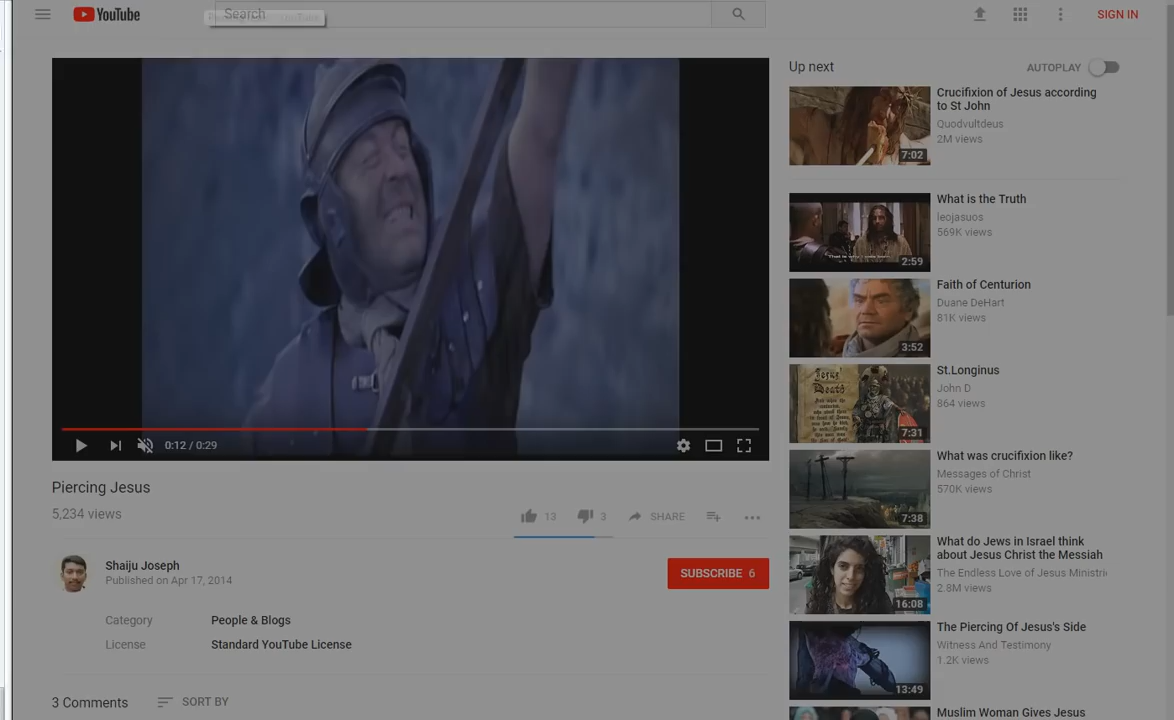 YouTube
Search
SIGN IN
Up next
AUTOPLAY
Crucifixion of Jesus according
to St John
Quodvultdeus
2M views
7:02
What is the Truth
leojasuos
569K views
2:59
Faith of Centurion
Duane DeHart
81K views
3:52
St.Longinus
John D
864 views
Jesus'
Death
7:31
What was crucifixion like?
Messages of Christ
570K views
7:38
What do Jews in Israel think
about Jesus Christ the Messiah
The Endless Love of Jesus Ministri
2.8M views
16:08
The Piercing Of Jesus's Side
Witness And Testimony
1.2K views
13:49
Muslim Woman Gives Jesus
0:12 / 0:29
Piercing Jesus
5,234 views
13
3
SHARE
Shaiju Joseph
Published on Apr 17, 2014
SUBSCRIBE 6
Category
People & Blogs
License
Standard YouTube License
3 Comments
SORT BY